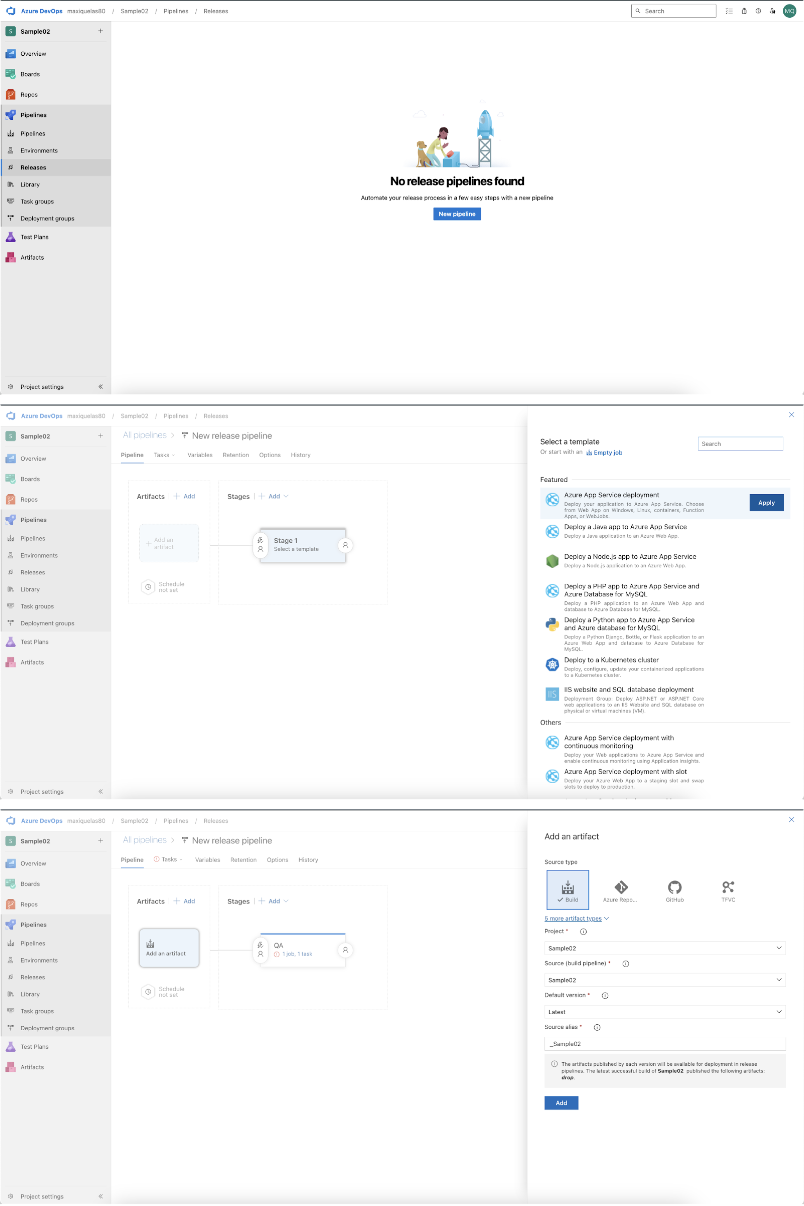 Azure DevOps maxiquelas80 / Sample02 / Pipelines / Releases
Search
MQ
S Sample02 +
Overview
Boards
Repos
Pipelines
Pipelines
Environments
Releases
Library
Task groups
Deployment groups
Test Plans
Artifacts
Project settings
No release pipelines found
Automate your release process in a few easy steps with a new pipeline
New pipeline
Azure DevOps maxiquelas80 / Sample02 / Pipelines / Releases
S Sample02 +
Overview
Boards
Repos
Pipelines
Pipelines
Environments
Releases
Library
Task groups
Deployment groups
Test Plans
Artifacts
Project settings
All pipelines > New release pipeline
Pipeline Tasks Variables Retention Options History
Artifacts + Add
Stages + Add
+ Add an
artifact
Schedule
not set
Stage 1
Select a template
Select a template
Or start with an Empty job
Search
Featured
Azure App Service deployment
Deploy your application to Azure App Service. Choose
from Web App on Windows, Linux, containers, Function
Apps, or WebJobs.
Apply
Deploy a Java app to Azure App Service
Deploy a Java application to an Azure Web App.
Deploy a Node.js app to Azure App Service
Deploy a Node.js application to an Azure Web App.
Deploy a PHP app to Azure App Service and
Azure Database for MySQL
Deploy a PHP application to an Azure Web App and
database to Azure Database for MySQL.
Deploy a Python app to Azure App Service
and Azure database for MySQL
Deploy a Python Django, Bottle, or Flask application to an
Azure Web App and database to Azure Database for
MySQL.
Deploy to a Kubernetes cluster
Deploy, configure, update your containerized applications
to a Kubernetes cluster.
IIS
IIS website and SQL database deployment
Deployment Group: Deploy ASP.NET or ASP.NET Core
web applications to an IIS Website and SQL database on
physical or virtual machines (VM).
Others
Azure App Service deployment with
continuous monitoring
Deploy your Web Apps to Azure App Service and
enable continuous monitoring using Application Insights.
Azure App Service deployment with slot
Deploy your Azure Web App to a staging slot and swap
slots to deploy to production.
Azure DevOps maxiquelas80 / Sample02 / Pipelines / Releases
S Sample02 +
Overview
Boards
Repos
Pipelines
Pipelines
Environments
Releases
Library
Task groups
Deployment groups
Test Plans
Artifacts
Project settings
All pipelines > New release pipeline
Pipeline Tasks Variables Retention Options History
Artifacts + Add
Stages + Add
Add an artifact
Schedule
not set
QA
1 job, 1 task
Add an artifact
Source type
Build
Azure Repo...
GitHub
TFVC
5 more artifact types
Project *
Sample02
Source (build pipeline) *
Sample02
Default version *
Latest
Source alias *
_Sample02
The artifacts published by each version will be available for deployment in release
pipelines. The latest successful build of Sample02 published the following artifacts:
drop.
Add